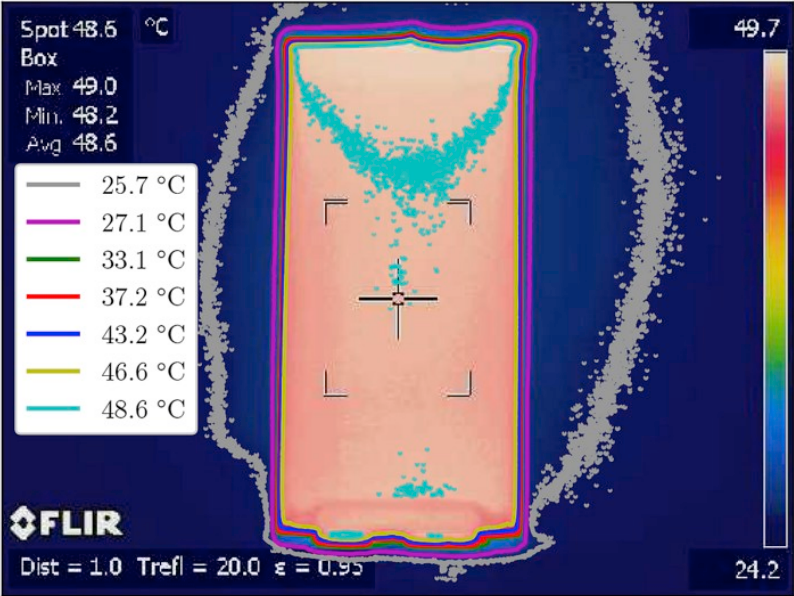 Spot 48.6 °C
Box
Max 49.0
Min. 48.2
Avg 48.6
49.7
25.7 °C
27.1 °C
33.1 °C
37.2 °C
43.2 °C
46.6 °C
48.6 °C
FLIR
Dist = 1.0 Trefl = 20.0 ε = 0.95
24.2